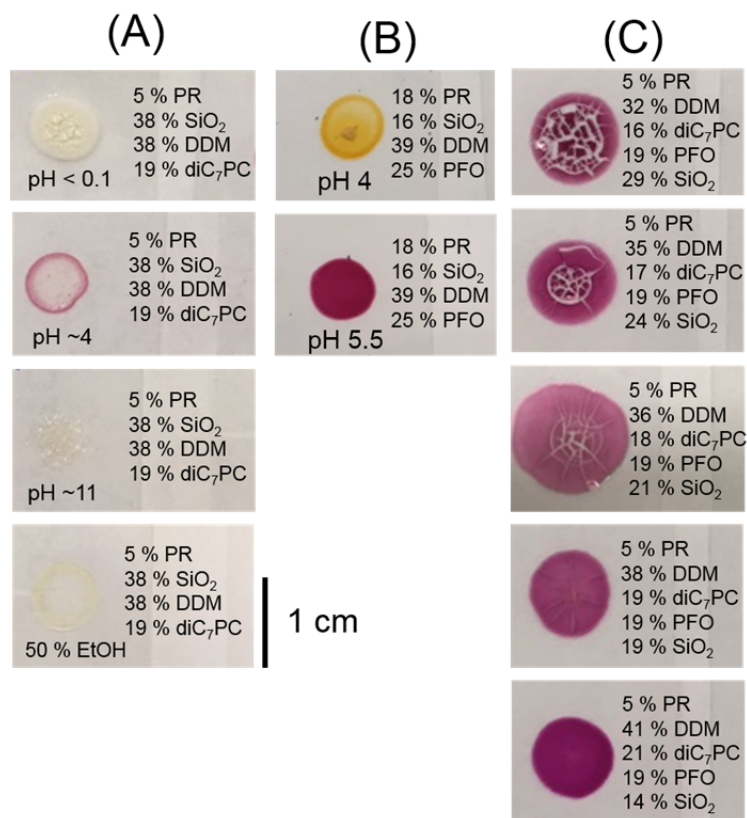 (A)
5 % PR
38 % SiO₂
38 % DDM
19 % diC₇PC
pH < 0.1
5 % PR
38 % SiO₂
38 % DDM
19 % diC₇PC
pH ~4
5 % PR
38 % SiO₂
38 % DDM
19 % diC₇PC
pH ~11
5 % PR
38 % SiO₂
38 % DDM
19 % diC₇PC
50 % EtOH
1 cm
(B)
18 % PR
16 % SiO₂
39 % DDM
25 % PFO
pH 4
18 % PR
16 % SiO₂
39 % DDM
25 % PFO
pH 5.5
(C)
5 % PR
32 % DDM
16 % diC₇PC
19 % PFO
29 % SiO₂
5 % PR
35 % DDM
17 % diC₇PC
19 % PFO
24 % SiO₂
5 % PR
36 % DDM
18 % diC₇PC
19 % PFO
21 % SiO₂
5 % PR
38 % DDM
19 % diC₇PC
19 % PFO
19 % SiO₂
5 % PR
41 % DDM
21 % diC₇PC
19 % PFO
14 % SiO₂